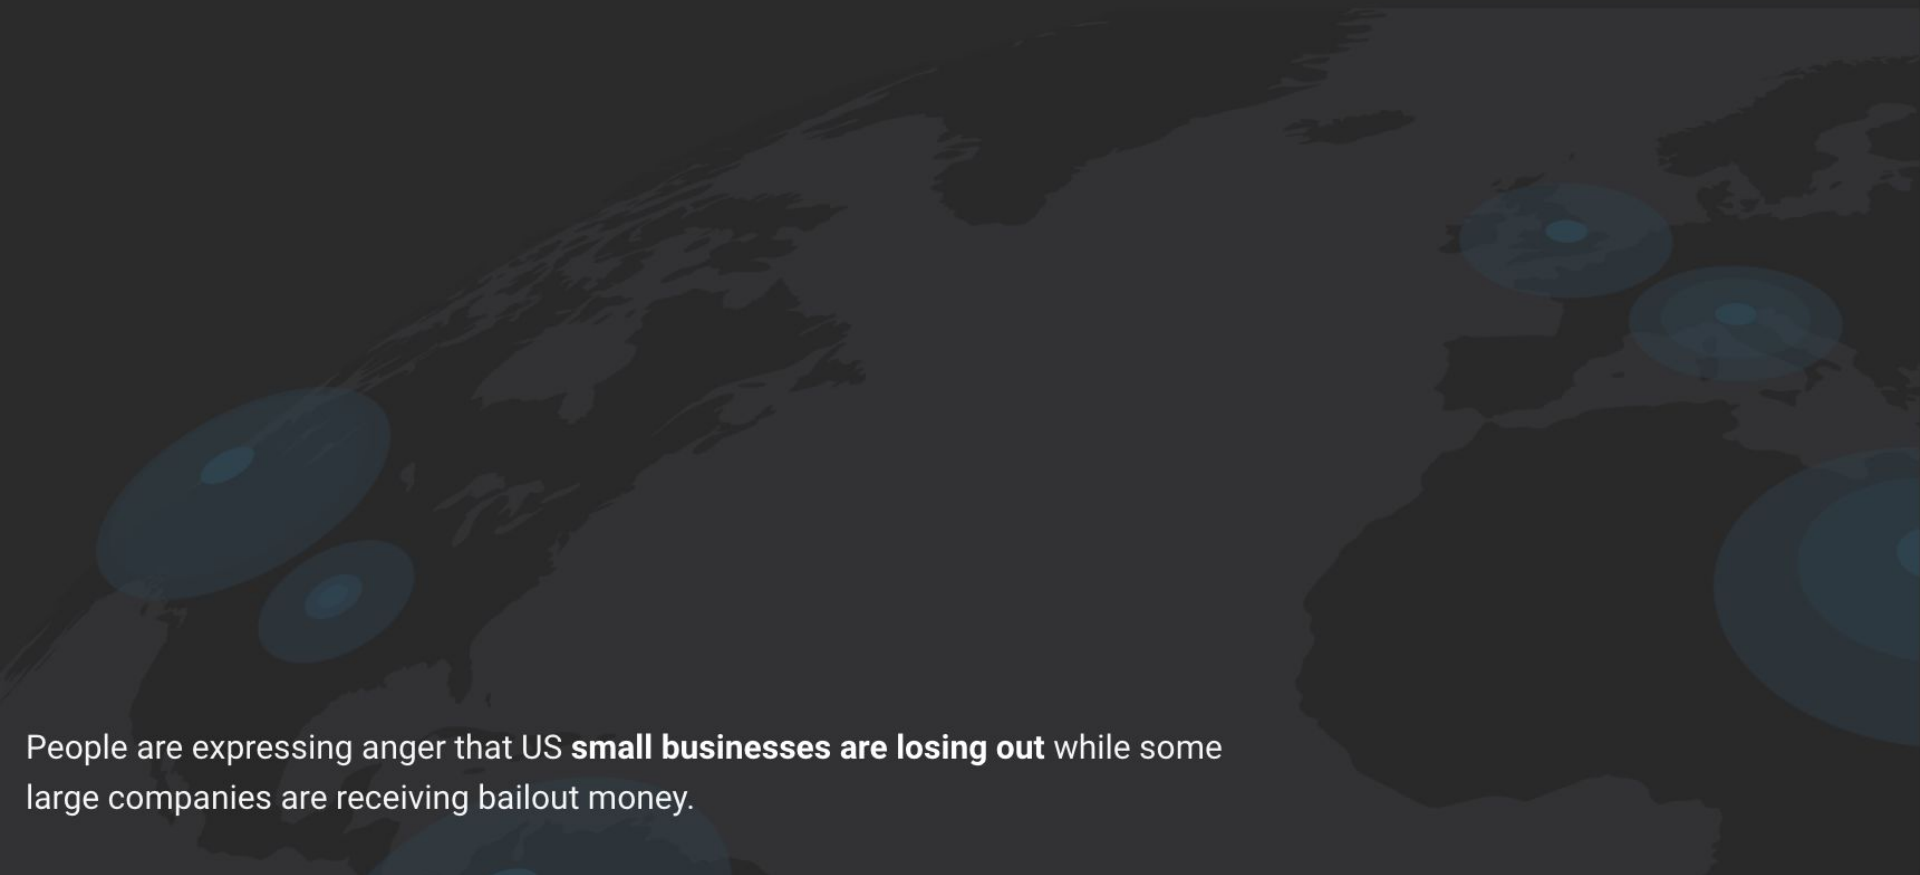 People are expressing anger that US small businesses are losing out while some
large companies are receiving bailout money.